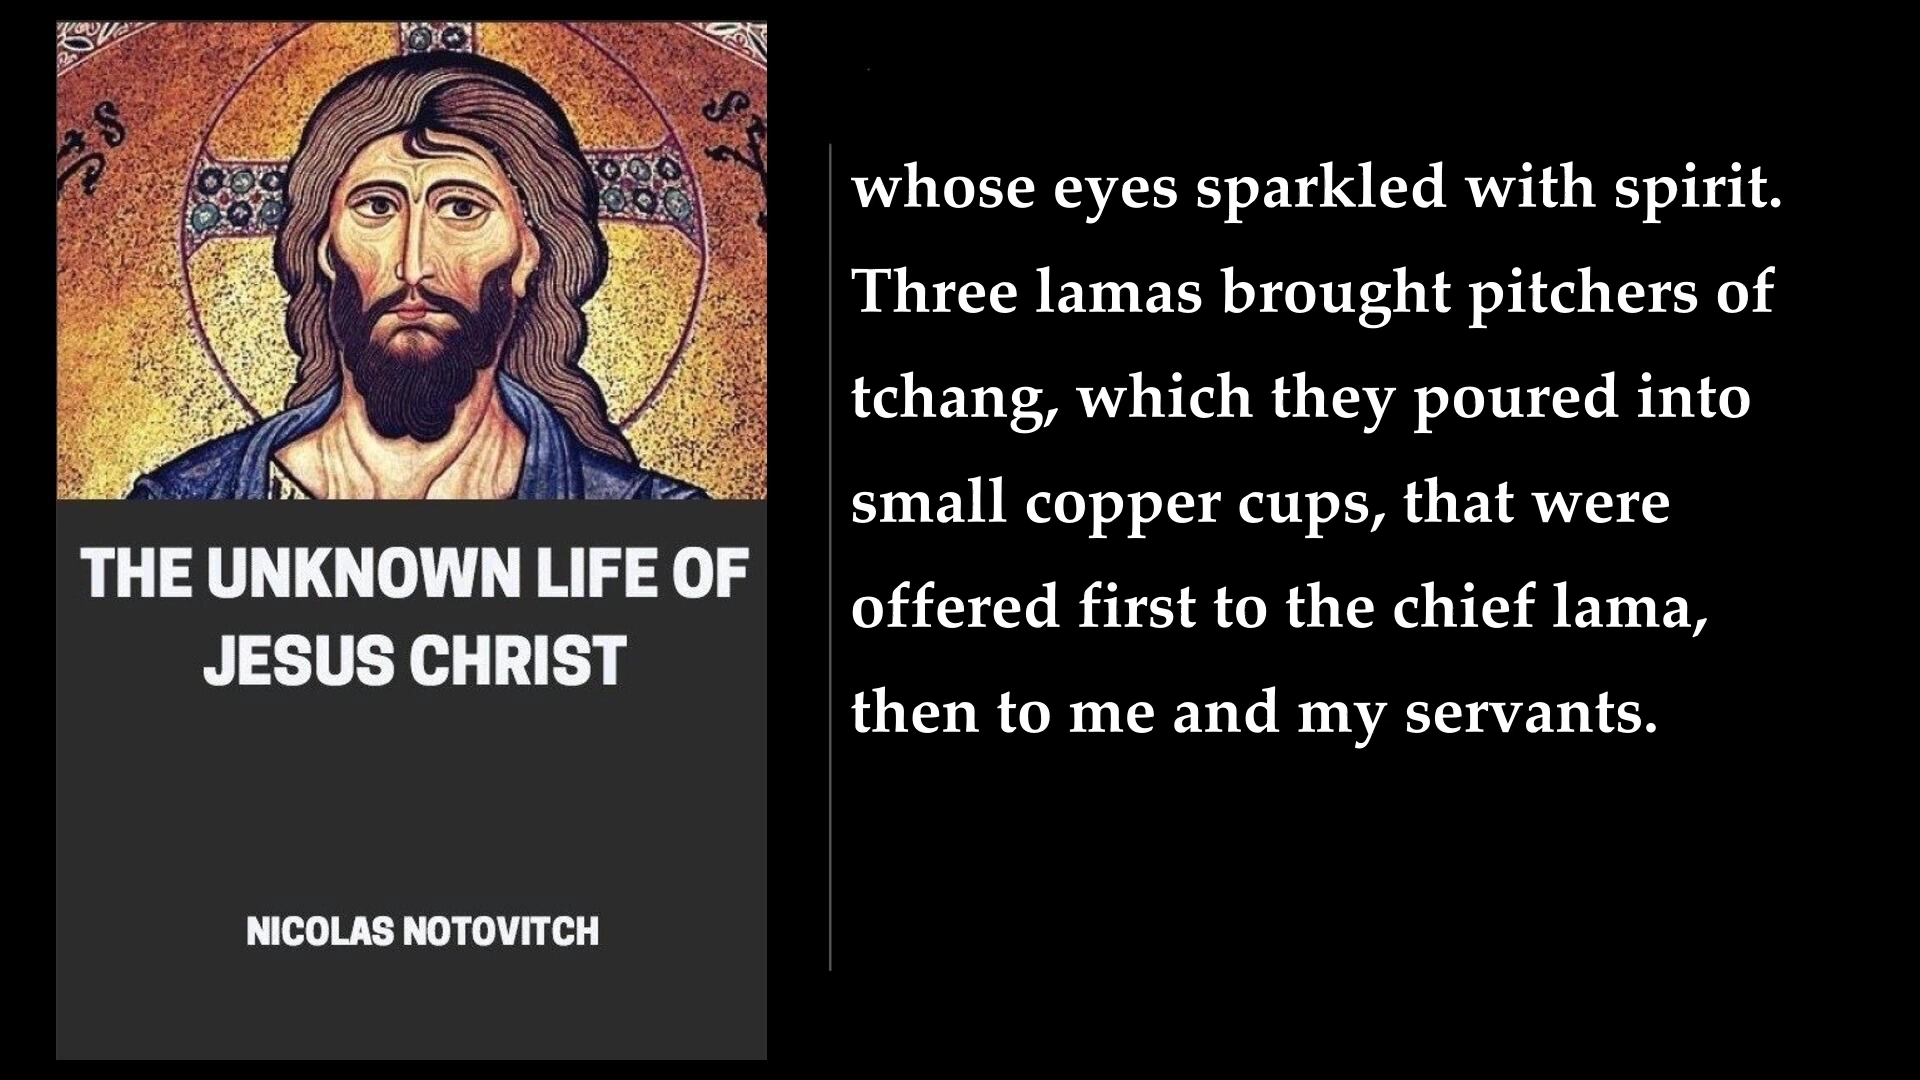 THE UNKNOWN LIFE OF
JESUS CHRIST
NICOLAS NOTOVITCH
whose eyes sparkled with spirit.
Three lamas brought pitchers of
tchang, which they poured into
small copper cups, that were
offered first to the chief lama,
then to me and my servants.